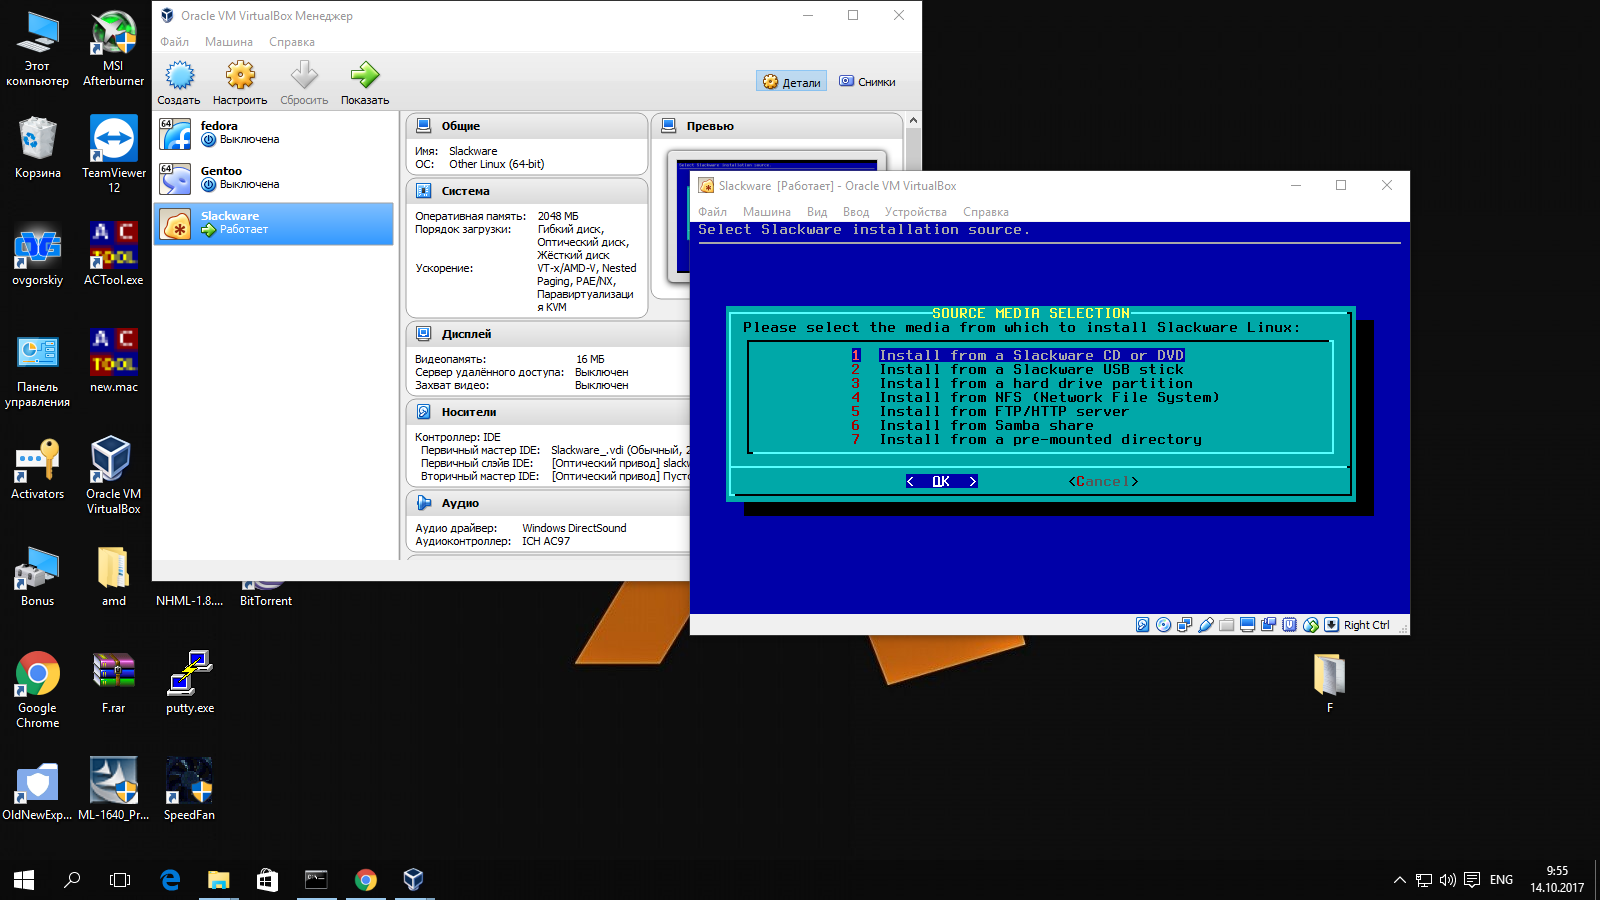 Этот
компьютер
MSI
Afterburner
Корзина
TeamViewer
12
ovgorskiy
ACTool.exe
Панель
управления
new.mac
Activators
Oracle VM
VirtualBox
Bonus
amd
NHML-1.8....
BitTorrent
Google
Chrome
F.rar
putty.exe
OldNewExp...
ML-1640_Pr...
SpeedFan
F
Oracle VM VirtualBox Менеджер
Файл Машина Справка
Создать Настроить Сбросить Показать
Детали Снимки
64 fedora
Выключена
64 Gentoo
Выключена
Slackware
Работает
Общие
Имя: Slackware
ОС: Other Linux (64-bit)
Система
Оперативная память: 2048 МБ
Порядок загрузки: Гибкий диск,
Оптический диск,
Жёсткий диск
Ускорение: VT-x/AMD-V, Nested
Paging, PAE/NX,
Паравиртуализаци
я KVM
Дисплей
Видеопамять: 16 МБ
Сервер удалённого доступа: Выключен
Захват видео: Выключен
Носители
Контроллер: IDE
Первичный мастер IDE: Slackware_.vdi (Обычный, 2
Первичный слэйв IDE: [Оптический привод] slackw
Вторичный мастер IDE: [Оптический привод] Пусто
Аудио
Аудио драйвер: Windows DirectSound
Аудиоконтроллер: ICH AC97
Превью
Select Slackware installation source.
Slackware [Работает] - Oracle VM VirtualBox
Файл Машина Вид Ввод Устройства Справка
Select Slackware installation source.
SOURCE MEDIA SELECTION
Please select the media from which to install Slackware Linux:
1 Install from a Slackware CD or DVD
2 Install from a Slackware USB stick
3 Install from a hard drive partition
4 Install from NFS (Network File System)
5 Install from FTP/HTTP server
6 Install from Samba share
7 Install from a pre-mounted directory
< OK > <Cancel>
Right Ctrl
ENG
9:55
14.10.2017